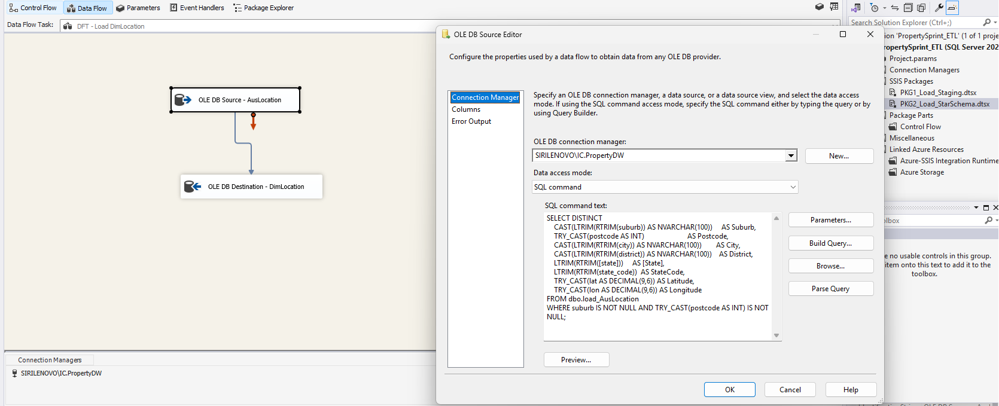 Control Flow
Data Flow
Parameters
Event Handlers
Package Explorer
Data Flow Task:
DFT - Load DimLocation
OLE DB Source - AusLocation
OLE DB Destination - DimLocation
Connection Managers
SIRILENOVO\IC.PropertyDW
OLE DB Source Editor
Configure the properties used by a data flow to obtain data from any OLE DB provider.
Connection Manager
Columns
Error Output
Specify an OLE DB connection manager, a data source, or a data source view, and select the data access
mode. If using the SQL command access mode, specify the SQL command either by typing the query or by
using Query Builder.
OLE DB connection manager:
SIRILENOVO\IC.PropertyDW
New...
Data access mode:
SQL command
SQL command text:
SELECT DISTINCT
CAST(LTRIM(RTRIM(suburb)) AS NVARCHAR(100)) AS Suburb,
TRY_CAST(postcode AS INT) AS Postcode,
CAST(LTRIM(RTRIM(city)) AS NVARCHAR(100)) AS City,
CAST(LTRIM(RTRIM(district)) AS NVARCHAR(100)) AS District,
LTRIM(RTRIM([state])) AS [State],
LTRIM(RTRIM(state_code)) AS StateCode,
TRY_CAST(lat AS DECIMAL(9,6)) AS Latitude,
TRY_CAST(lon AS DECIMAL(9,6)) AS Longitude
FROM dbo.load_AusLocation
WHERE suburb IS NOT NULL AND TRY_CAST(postcode AS INT) IS NOT
NULL;
Parameters...
Build Query...
Browse...
Parse Query
Preview...
OK
Cancel
Help
Search Solution Explorer (Ctrl+;)
ion 'PropertySprint_ETL' (1 of 1 proje
ropertySprint_ETL (SQL Server 202
Project.params
Connection Managers
SSIS Packages
PKG1_Load_Staging.dtsx
PKG2_Load_StarSchema.dtsx
Package Parts
Control Flow
Miscellaneous
Linked Azure Resources
Azure-SSIS Integration Runtime
Azure Storage
lbox
e no usable controls in this group.
item onto this text to add it to the
toolbox.